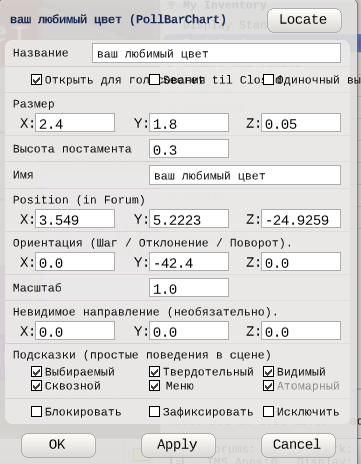 ваш любимый цвет (PollBarChart) Locate
Название ваш любимый цвет
Открыть для гол Secret til Clos Одиночный вы
Размер
X: 2.4 Y: 1.8 Z: 0.05
Высота постамента 0.3
Имя ваш любимый цвет
Position (in Forum)
X: 3.549 Y: 5.2223 Z: -24.9259
Ориентация (Шаг / Отклонение / Поворот).
X: 0.0 Y: -42.4 Z: 0.0
Масштаб 1.0
Невидимое направление (необязательно).
X: 0.0 Y: 0.0 Z: 0.0
Подсказки (простые поведения в сцене)
Выбираемый Твердотельный Видимый
Сквозной Меню Атомарный
Блокировать Зафиксировать Исключить
OK Apply Cancel